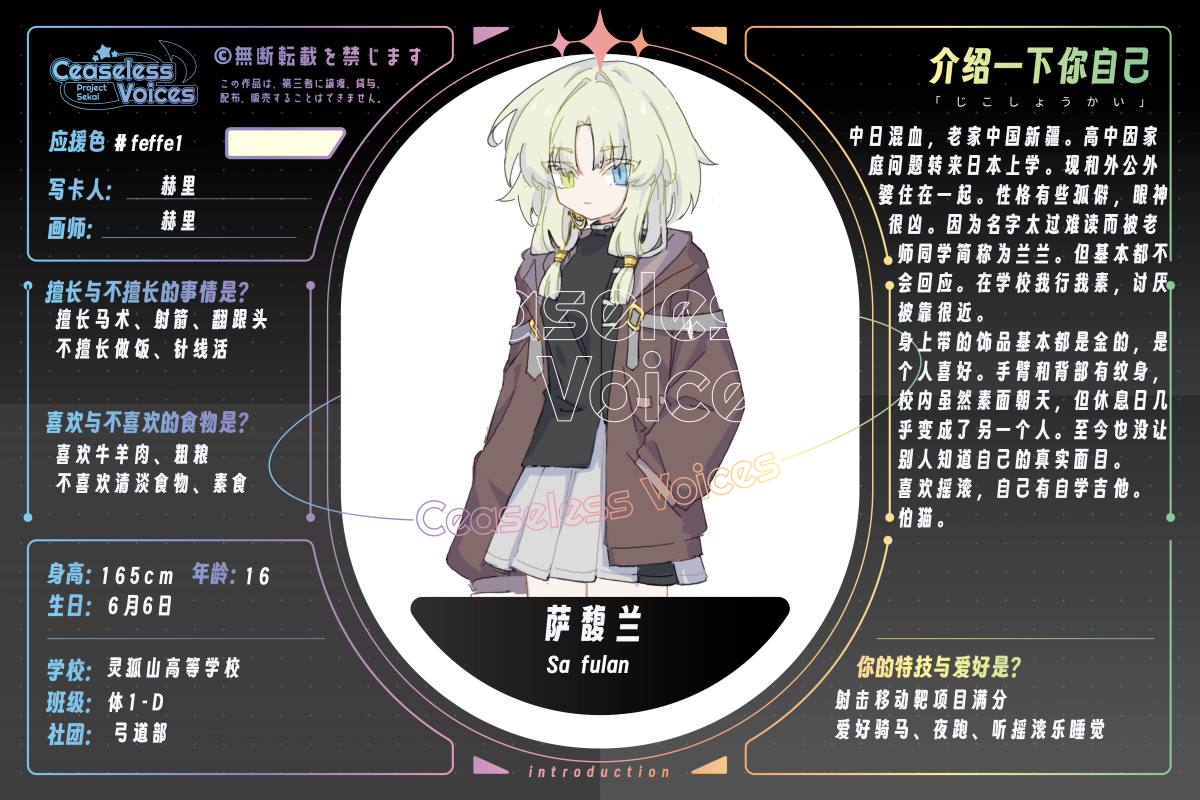 Ceaseless
Project
Sekai
Voices
©無断転載を禁じます
この作品は、第三者に譲渡、貸与、
配布、販売することはできません。
应援色 #feffe1
写卡人: 赫里
画师: 赫里
擅长与不擅长的事情是?
擅长马术、射箭、翻跟头
不擅长做饭、针线活
喜欢与不喜欢的食物是?
喜欢牛羊肉、粗粮
不喜欢清淡食物、素食
身高: 165cm 年龄: 16
生日: 6月6日
学校: 灵狐山高等学校
班级: 体1-D
社团: 弓道部
Ceaseless
Voice
Ceaseless Voices
萨馥兰
Sa fulan
introduction
介绍一下你自己
「じこしょうかい」
中日混血，老家中国新疆。高中因家
庭问题转来日本上学。现和外公外
婆住在一起。性格有些孤僻，眼神
很凶。因为名字太过难读而被老
师同学简称为兰兰。但基本都不
会回应。在学校我行我素，讨厌
被靠很近。
身上带的饰品基本都是金的，是
个人喜好。手臂和背部有纹身，
校内虽然素面朝天，但休息日几
乎变成了另一个人。至今也没让
别人知道自己的真实面目。
喜欢摇滚，自己有自学吉他。
怕猫。
你的特技与爱好是?
射击移动靶项目满分
爱好骑马、夜跑、听摇滚乐睡觉